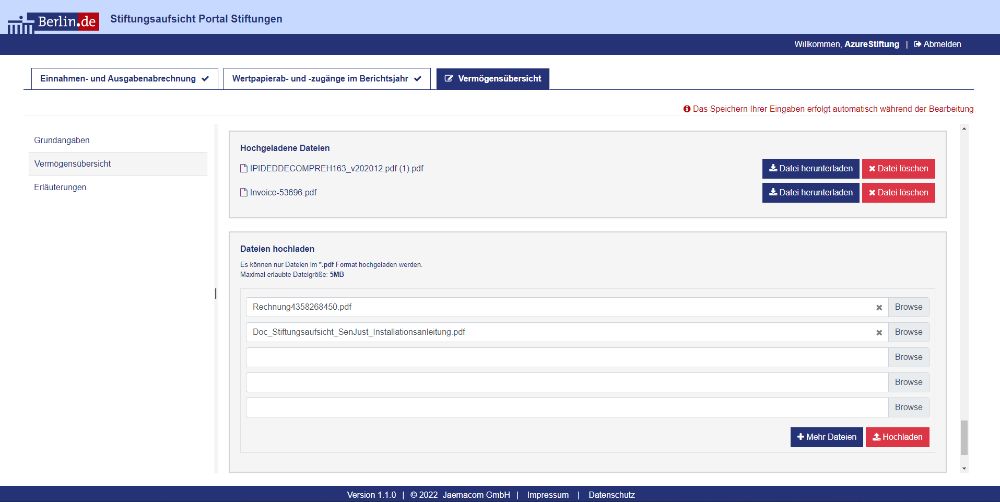 Berlin.de Stiftungsaufsicht Portal Stiftungen
Willkommen, AzureStiftung | Abmelden
Einnahmen- und Ausgabenabrechnung Wertpapierab- und -zugänge im Berichtsjahr Vermögensübersicht
Das Speichern Ihrer Eingaben erfolgt automatisch während der Bearbeitung
Grundangaben
Vermögensübersicht
Erläuterungen
Hochgeladene Dateien
IPIDEDDECOMPREH163_v202012.pdf (1).pdf Datei herunterladen Datei löschen
Invoice-53696.pdf Datei herunterladen Datei löschen
Dateien hochladen
Es können nur Dateien im *.pdf Format hochgeladen werden.
Maximal erlaubte Dateigröße: 5MB
Rechnung4358268450.pdf Browse
Doc_Stiftungsaufsicht_SenJust_Installationsanleitung.pdf Browse
Browse
Browse
Browse
Mehr Dateien Hochladen
Version 1.1.0 | © 2022 Jaemacom GmbH | Impressum | Datenschutz